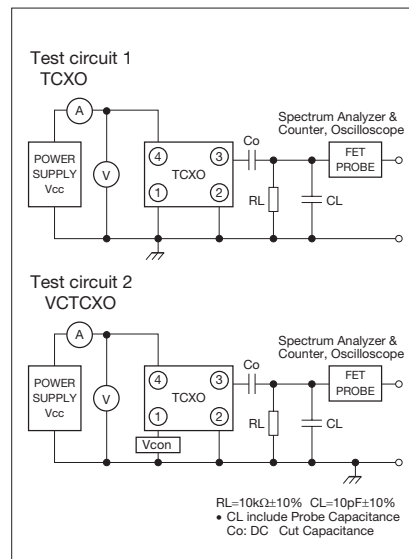 Test circuit 1
TCXO
A
POWER
SUPPLY
Vcc
V
4
3
TCXO
1
2
Co
RL
CL
Spectrum Analyzer &
Counter, Oscilloscope
FET
PROBE
Test circuit 2
VCTCXO
A
POWER
SUPPLY
Vcc
V
4
3
TCXO
1
2
Vcon
Co
RL
CL
Spectrum Analyzer &
Counter, Oscilloscope
FET
PROBE
RL=10kΩ±10% CL=10pF±10%
• CL include Probe Capacitance
Co: DC Cut Capacitance